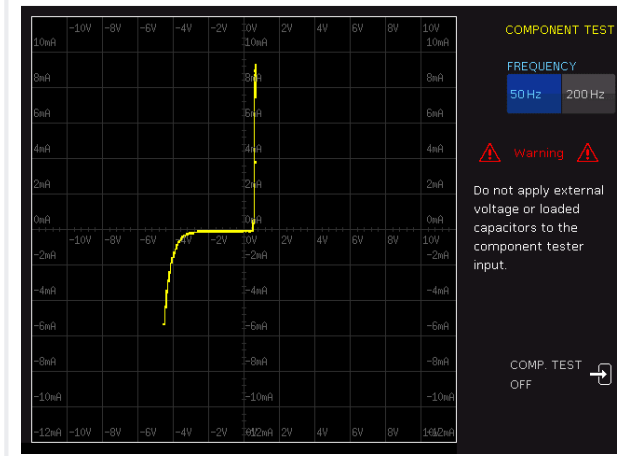 -10V -8V -6V -4V -2V 0V 2V 4V 6V 8V 10V
10mA 10mA 10mA
8mA 8mA 8mA
6mA 6mA 6mA
4mA 4mA 4mA
2mA 2mA 2mA
0mA 0mA 0mA
-10V -8V -6V -4V -2V 2V 4V 6V 8V 10V
-2mA -2mA -2mA
-4mA -4mA -4mA
-6mA -6mA -6mA
-8mA -8mA -8mA
-10mA -10mA -10mA
-12mA -10V -8V -6V -4V -2V 2V 4V 6V 8V
COMPONENT TEST
FREQUENCY
50 Hz 200 Hz
Warning
Do not apply external
voltage or loaded
capacitors to the
component tester
input.
COMP. TEST
OFF